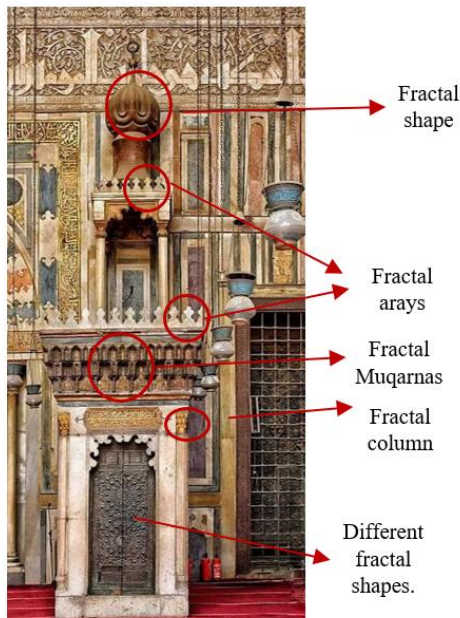 Fractal
shape
Fractal
arays
Fractal
Muqarnas
Fractal
column
Different
fractal
shapes.